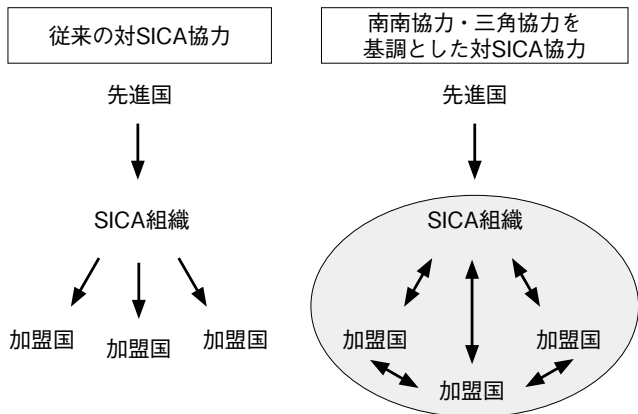 従来の対SICA協力
先進国
SICA組織
加盟国
加盟国
加盟国
南南協力・三角協力を
基調とした対SICA協力
先進国
SICA組織
加盟国
加盟国
加盟国